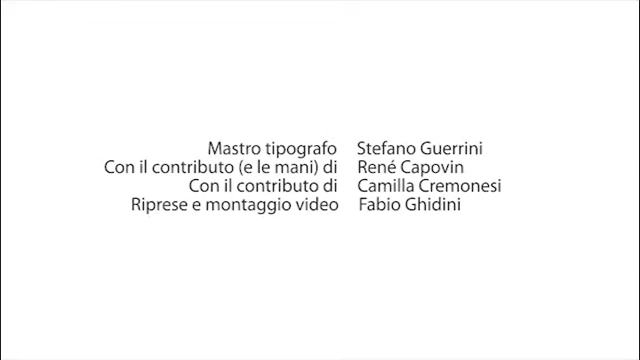 Mastro tipografo Stefano Guerrini
Con il contributo (e le mani) di René Capovin
Con il contributo di Camilla Cremonesi
Riprese e montaggio video Fabio Ghidini